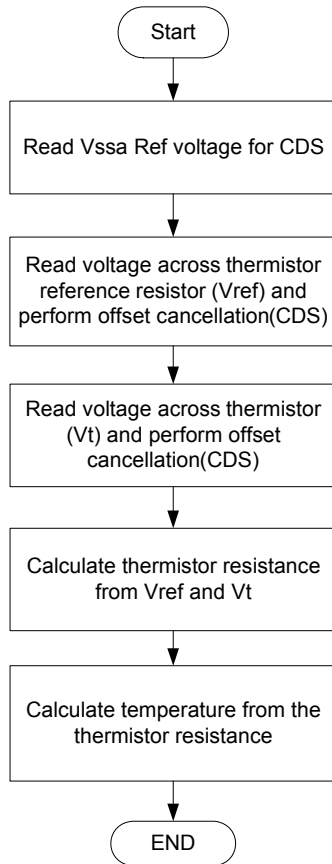 Start
Read Vssa Ref voltage for CDS
Read voltage across thermistor
reference resistor (Vref) and
perform offset cancellation(CDS)
Read voltage across thermistor
(Vt) and perform offset
cancellation(CDS)
Calculate thermistor resistance
from Vref and Vt
Calculate temperature from the
thermistor resistance
END